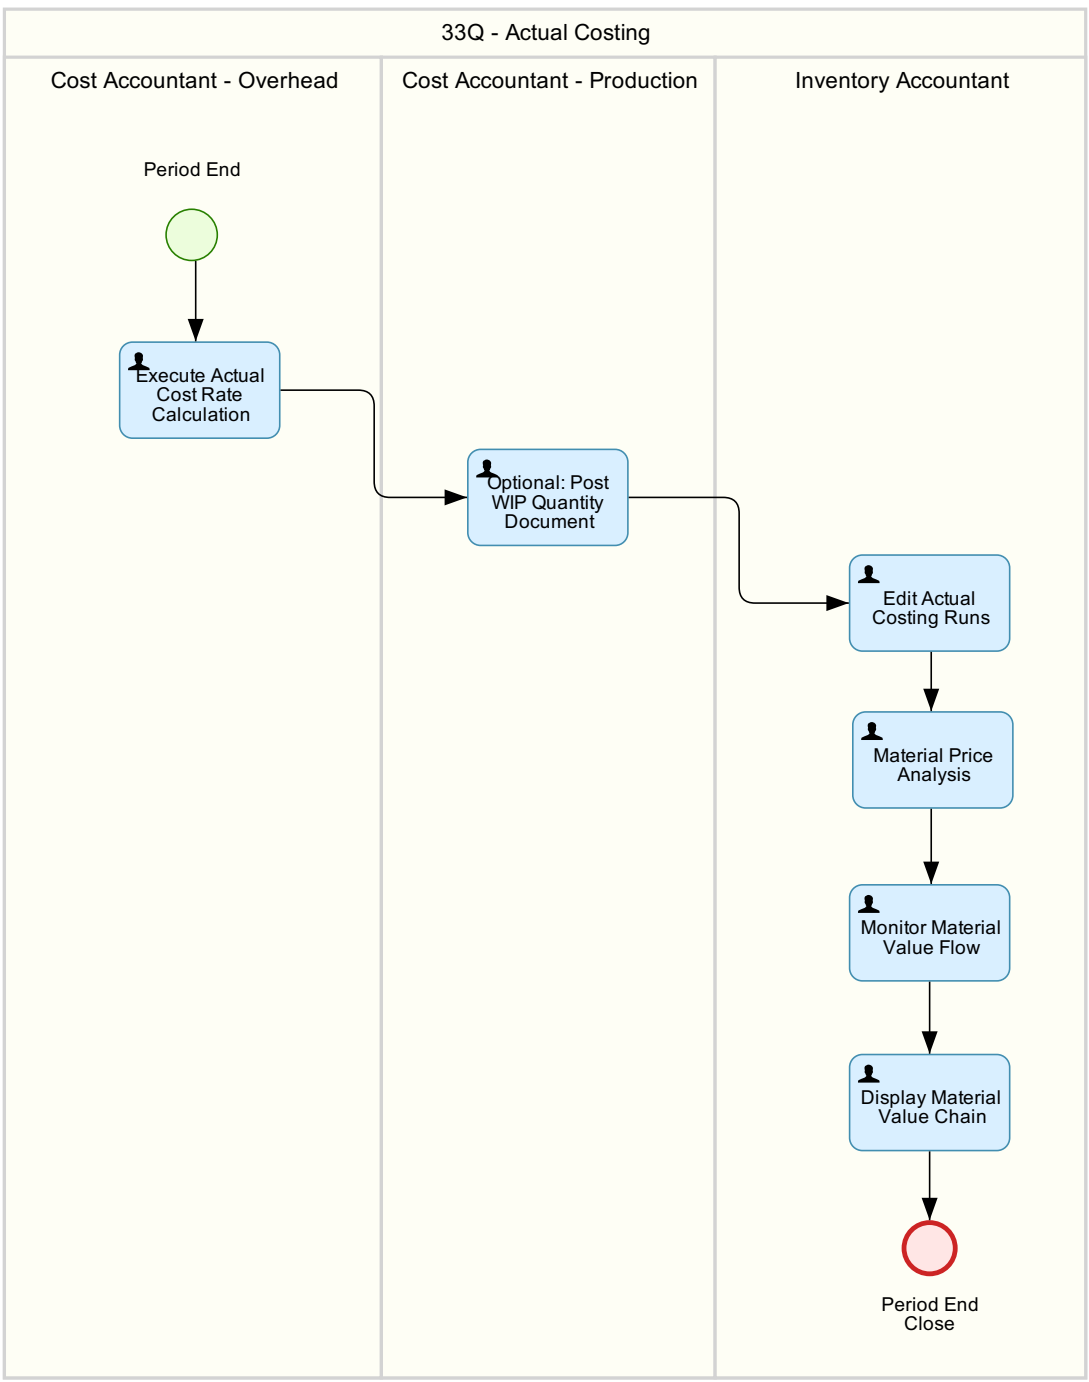 33Q - Actual Costing
Cost Accountant - Overhead
Cost Accountant - Production
Inventory Accountant
Period End
Execute Actual
Cost Rate
Calculation
Optional: Post
WIP Quantity
Document
Edit Actual
Costing Runs
Material Price
Analysis
Monitor Material
Value Flow
Display Material
Value Chain
Period End
Close